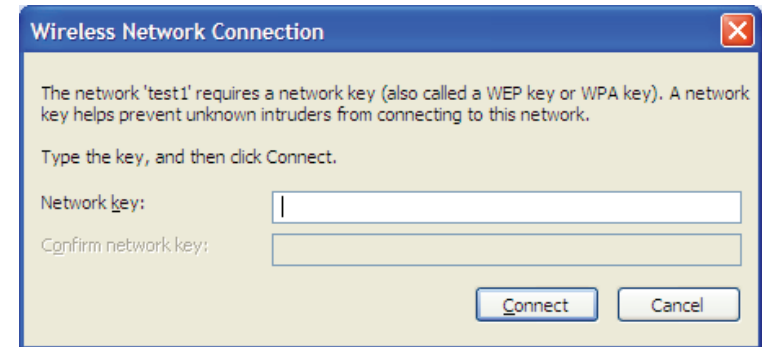 Wireless Network Connection
The network 'test1' requires a network key (also called a WEP key or WPA key). A network
key helps prevent unknown intruders from connecting to this network.
Type the key, and then click Connect.
Network key:
Confirm network key:
Connect Cancel